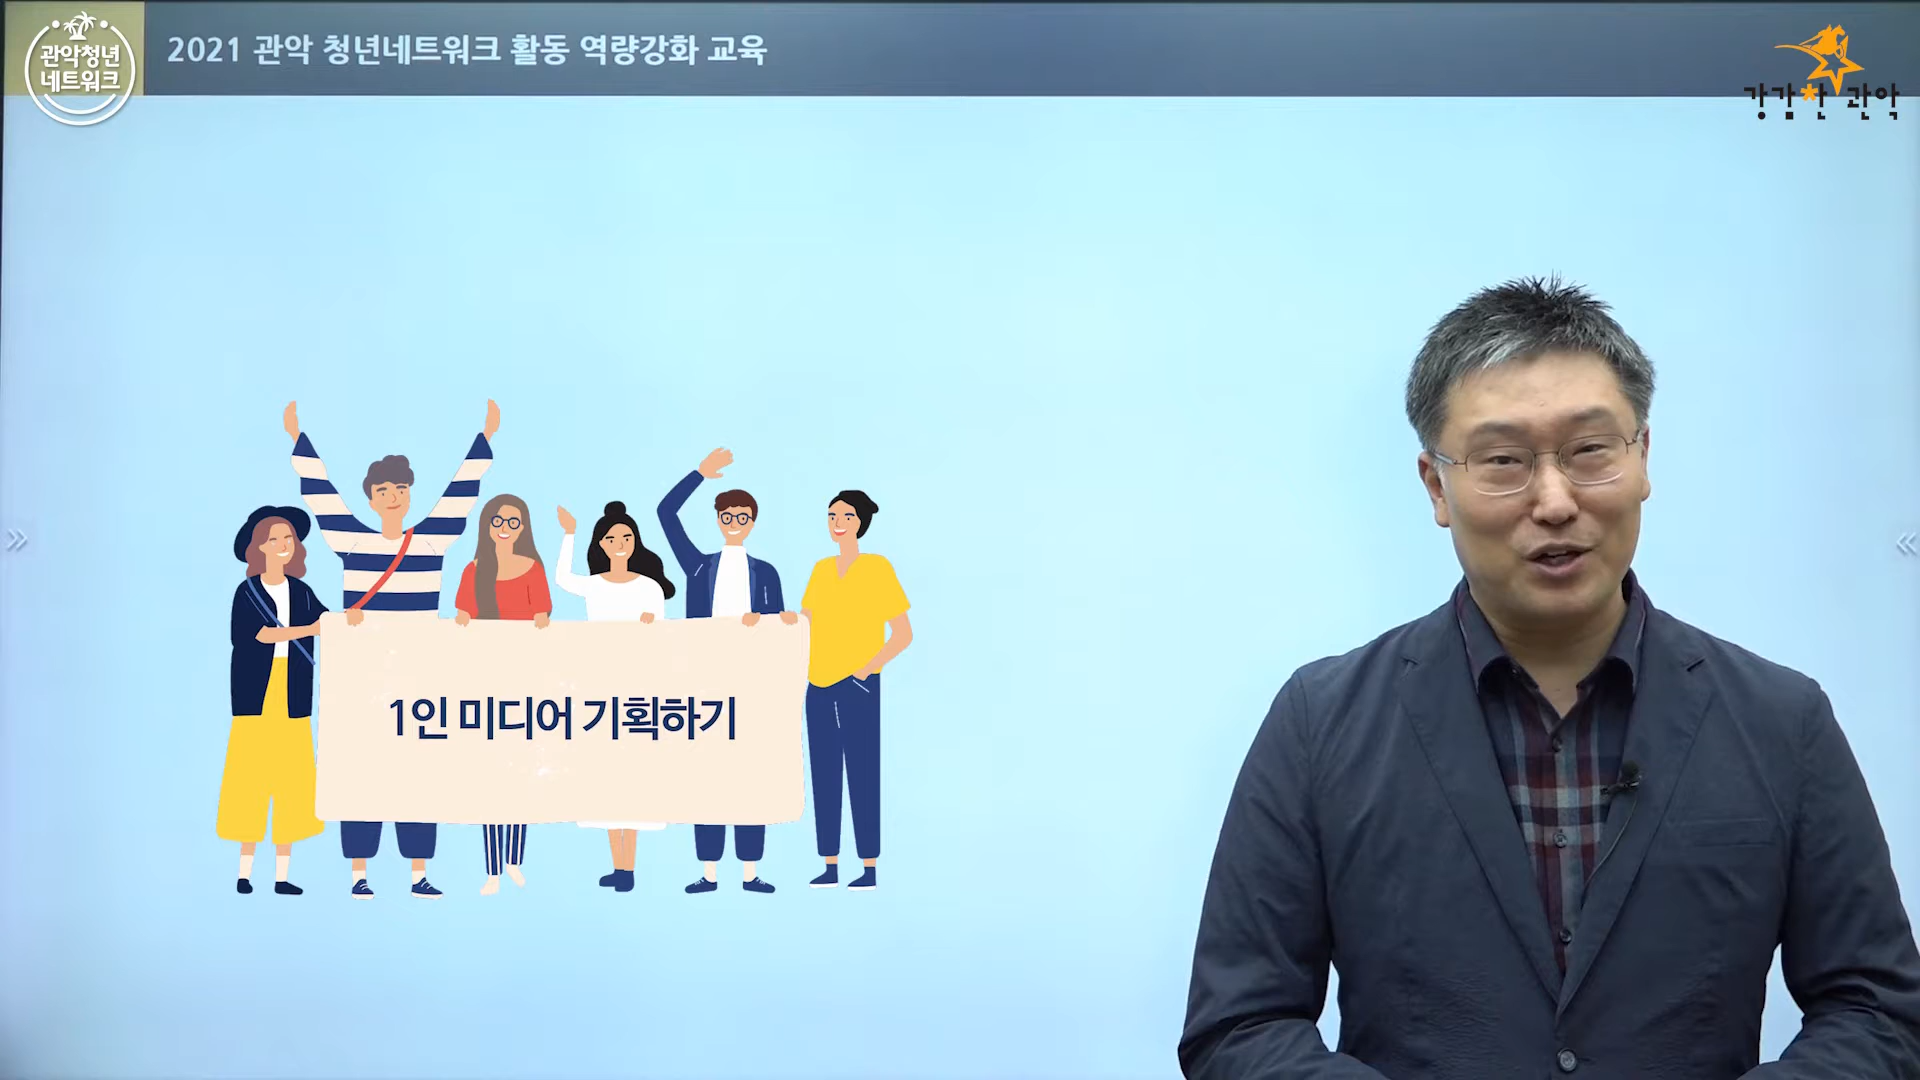 관악청년
네트워크
2021 관악 청년네트워크 활동 역량강화 교육
강감찬 관악
1인 미디어 기획하기